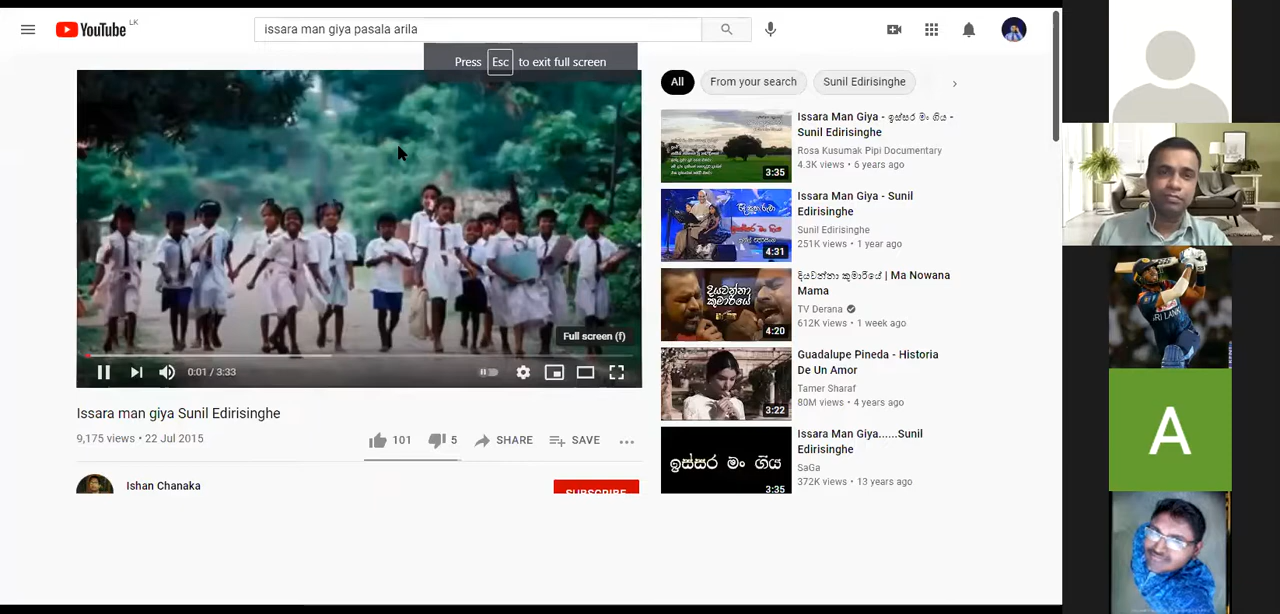 YouTube LK
issara man giya pasala arila
Press Esc to exit full screen
Full screen (f)
0:01 / 3:33
Issara man giya Sunil Edirisinghe
9,175 views • 22 Jul 2015
101
5
SHARE
SAVE
Ishan Chanaka
SUBSCRIBE
All
From your search
Sunil Edirisinghe
3:35
Issara Man Giya - ඉස්සර මං ගිය -
Sunil Edirisinghe
Rosa Kusumak Pipi Documentary
4.3K views • 6 years ago
4:31
Issara Man Giya - Sunil
Edirisinghe
Sunil Edirisinghe
251K views • 1 year ago
දියවන්නා
කුමාරියේ
4:20
දියවන්නා කුමාරියේ | Ma Nowana
Mama
TV Derana
612K views • 1 week ago
3:22
Guadalupe Pineda - Historia
De Un Amor
Tamer Sharaf
80M views • 4 years ago
ඉස්සර මං ගිය
3:35
Issara Man Giya......Sunil
Edirisinghe
SaGa
372K views • 13 years ago
SRI LANKA
A